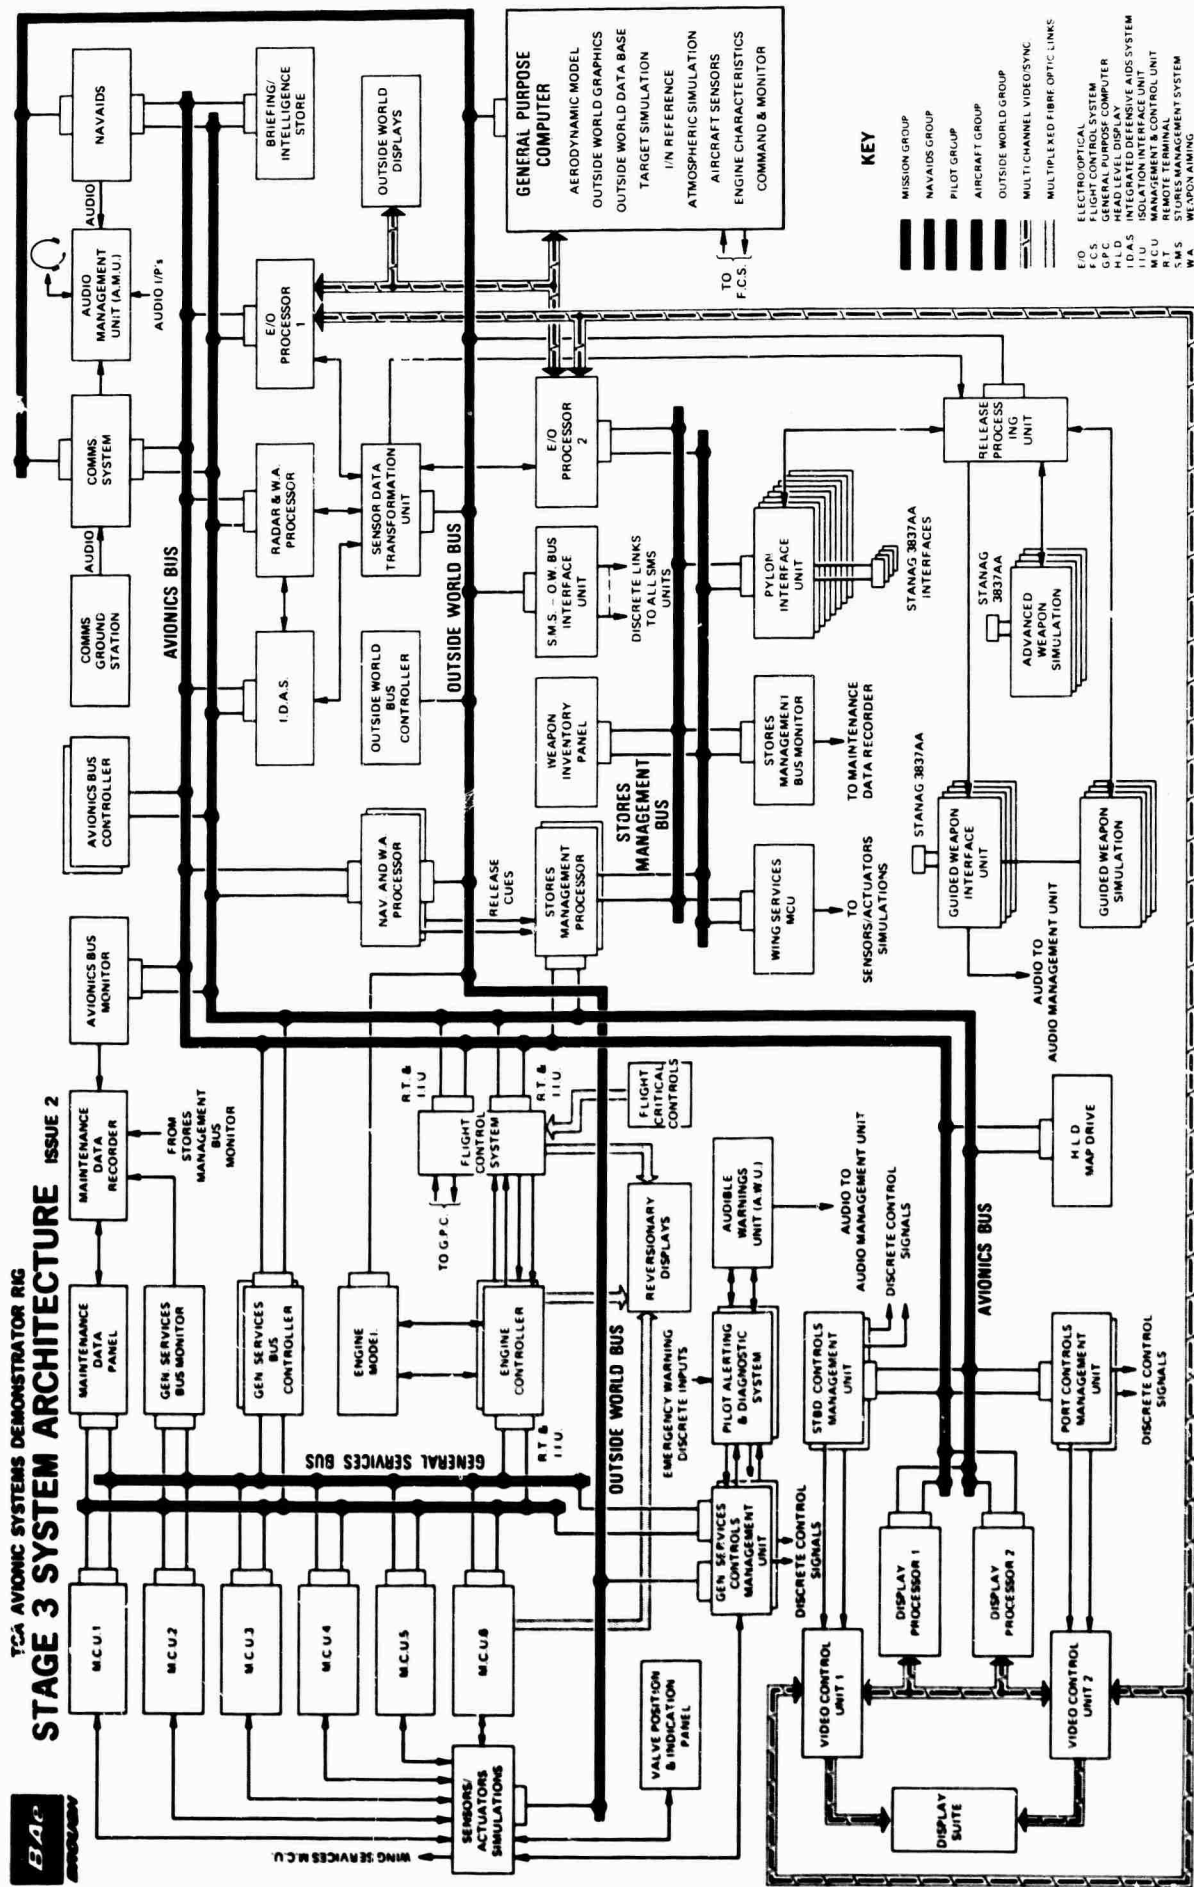 BAe
BROUGH
TCA AVIONIC SYSTEMS DEMONSTRATOR RIG
STAGE 3 SYSTEM ARCHITECTURE ISSUE 2
M.C.U.1
M.C.U.2
M.C.U.3
M.C.U.4
M.C.U.5
M.C.U.6
SENSORS/
ACTUATORS
SIMULATIONS
WING SERVICES M.C.U.
VALVE POSITION
& INDICATION
PANEL
MAINTENANCE
DATA
PANEL
GEN SERVICES
BUS MONITOR
GEN SERVICES
BUS
CONTROLLER
ENGINE
MODEL.
ENGINE
CONTROLLER
R.T. &
I.I.U.
GENERAL SERVICES BUS
MAINTENANCE
DATA
RECORDER
FROM
STORES
MANAGEMENT
BUS
MONITOR
AVIONICS BUS
MONITOR
AVIONICS BUS
CONTROLLER
COMMS
GROUND
STATION
AUDIO
COMMS
SYSTEM
AUDIO
MANAGEMENT
UNIT (A.M.U.)
AUDIO I/P's
AUDIO
NAVAIDS
AVIONICS BUS
BRIEFING/
INTELLIGENCE
STORE
I.D.A.S.
RADAR & W.A.
PROCESSOR
E/O
PROCESSOR
1
NAV. AND W.A.
PROCESSOR
OUTSIDE WORLD
BUS
CONTROLLER
SENSOR DATA
TRANSFORMATION
UNIT
OUTSIDE WORLD
DISPLAYS
OUTSIDE WORLD BUS
RELEASE
CUES
TO G.P.C.
FLIGHT
CONTROL
SYSTEM
R.T. &
I.I.U.
R.T. &
I.I.U.
FLIGHT
CRITICAL
CONTROLS
REVERSIONARY
DISPLAYS
OUTSIDE WORLD BUS
STORES
MANAGEMENT
PROCESSOR
WEAPON
INVENTORY
PANEL
S.M.S. - O.W. BUS
INTERFACE
UNIT
DISCRETE LINKS
TO ALL SMS
UNITS
E/O
PROCESSOR
2
GENERAL PURPOSE
COMPUTER
AERODYNAMIC MODEL
OUTSIDE WORLD GRAPHICS
OUTSIDE WORLD DATA BASE
TARGET SIMULATION
I/N REFERENCE
ATMOSPHERIC SIMULATION
AIRCRAFT SENSORS
ENGINE CHARACTERISTICS
COMMAND & MONITOR
TO
F.C.S.
STORES
MANAGEMENT
BUS
WING SERVICES
MCU
TO
SENSORS/ACTUATORS
SIMULATIONS
STORES
MANAGEMENT
BUS MONITOR
TO MAINTENANCE
DATA RECORDER
PYLON
INTERFACE
UNIT
STANAG 3837AA
INTERFACES
EMERGENCY WARNING
DISCRETE INPUTS
GEN SERVICES
CONTROLS
MANAGEMENT
UNIT
DISCRETE CONTROL
SIGNALS
PILOT ALERTING
& DIAGNOSTIC
SYSTEM
AUDIBLE
WARNINGS
UNIT (A.W.U.)
AUDIO TO
AUDIO MANAGEMENT UNIT
STBD CONTROLS
MANAGEMENT
UNIT
DISCRETE CONTROL
SIGNALS
VIDEO CONTROL
UNIT 1
DISPLAY
PROCESSOR 1
DISPLAY
PROCESSOR 2
VIDEO CONTROL
UNIT 2
DISPLAY
SUITE
AVIONICS BUS
PORT CONTROLS
MANAGEMENT
UNIT
DISCRETE CONTROL
SIGNALS
H L D
MAP DRIVE
STANAG 3837AA
GUIDED WEAPON
INTERFACE
UNIT
AUDIO TO
AUDIO MANAGEMENT UNIT
GUIDED WEAPON
SIMULATION
STANAG
3837AA
ADVANCED
WEAPON
SIMULATION
RELEASE
PROCESS
ING
UNIT
KEY
MISSION GROUP
NAVAIDS GROUP
PILOT GROUP
AIRCRAFT GROUP
OUTSIDE WORLD GROUP
MULTI CHANNEL VIDEO/SYNC
MULTIPLEXED FIBRE OPTIC LINKS
E/O ELECTRO/OPTICAL
F C S FLIGHT CONTROL SYSTEM
G P C GENERAL PURPOSE COMPUTER
H L D HEAD LEVEL DISPLAY
I D A S INTEGRATED DEFENSIVE AIDS SYSTEM
I I U ISOLATION INTERFACE UNIT
M C U MANAGEMENT & CONTROL UNIT
R T REMOTE TERMINAL
S M S STORES MANAGEMENT SYSTEM
W A WEAPON AIMING